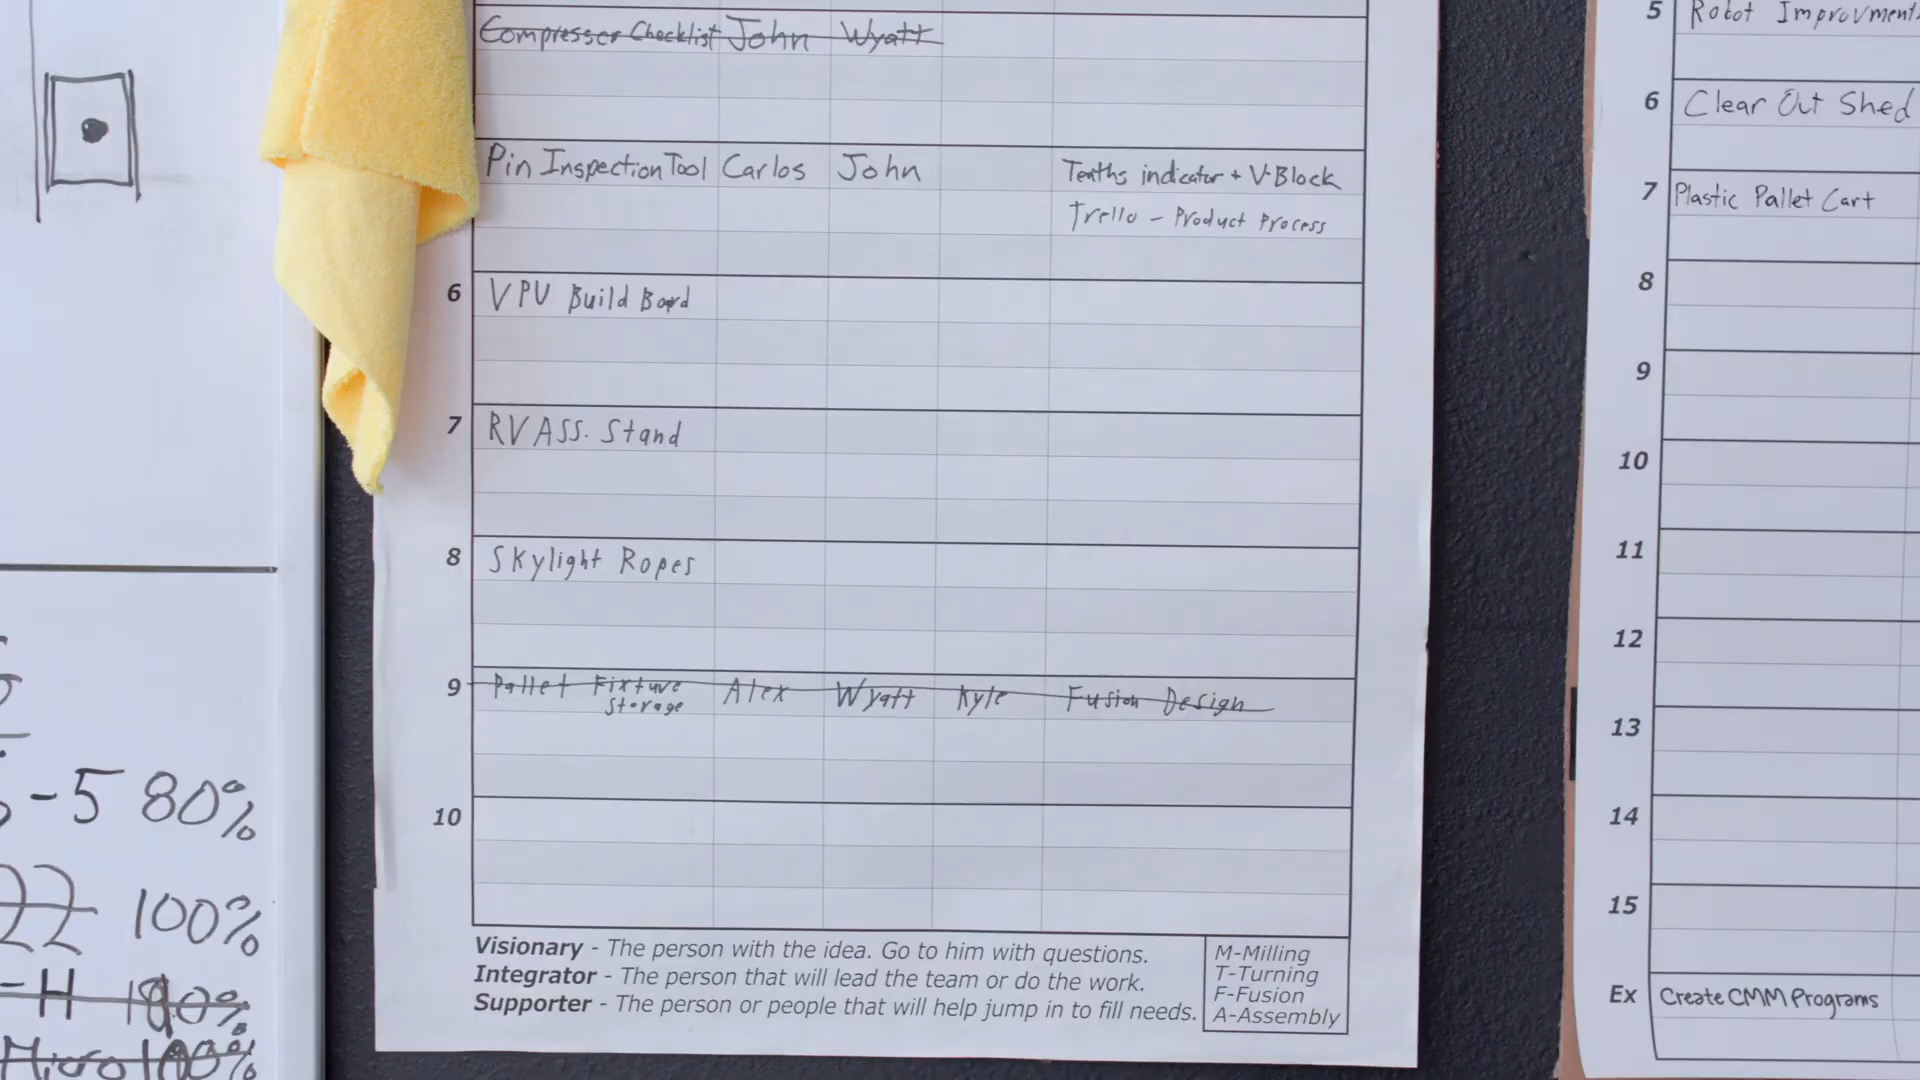 Compressor Checklist John Wyatt
Pin Inspection Tool Carlos John Tenths indicator + V-Block
Trello - Product Process
6 VPU Build Board
7 RV Ass. Stand
8 Skylight Ropes
9 Pallet Fixture Alex Wyatt Kyle Fusion Design
Storage
10
Visionary - The person with the idea. Go to him with questions.
Integrator - The person that will lead the team or do the work.
Supporter - The person or people that will help jump in to fill needs.
M-Milling
T-Turning
F-Fusion
A-Assembly
5 Robot Improvment
6 Clear Out Shed
7 Plastic Pallet Cart
8
9
10
11
12
13
14
15
Ex Create CMM Programs
-5 80%
22 100%
-H 100%
Micro 100%